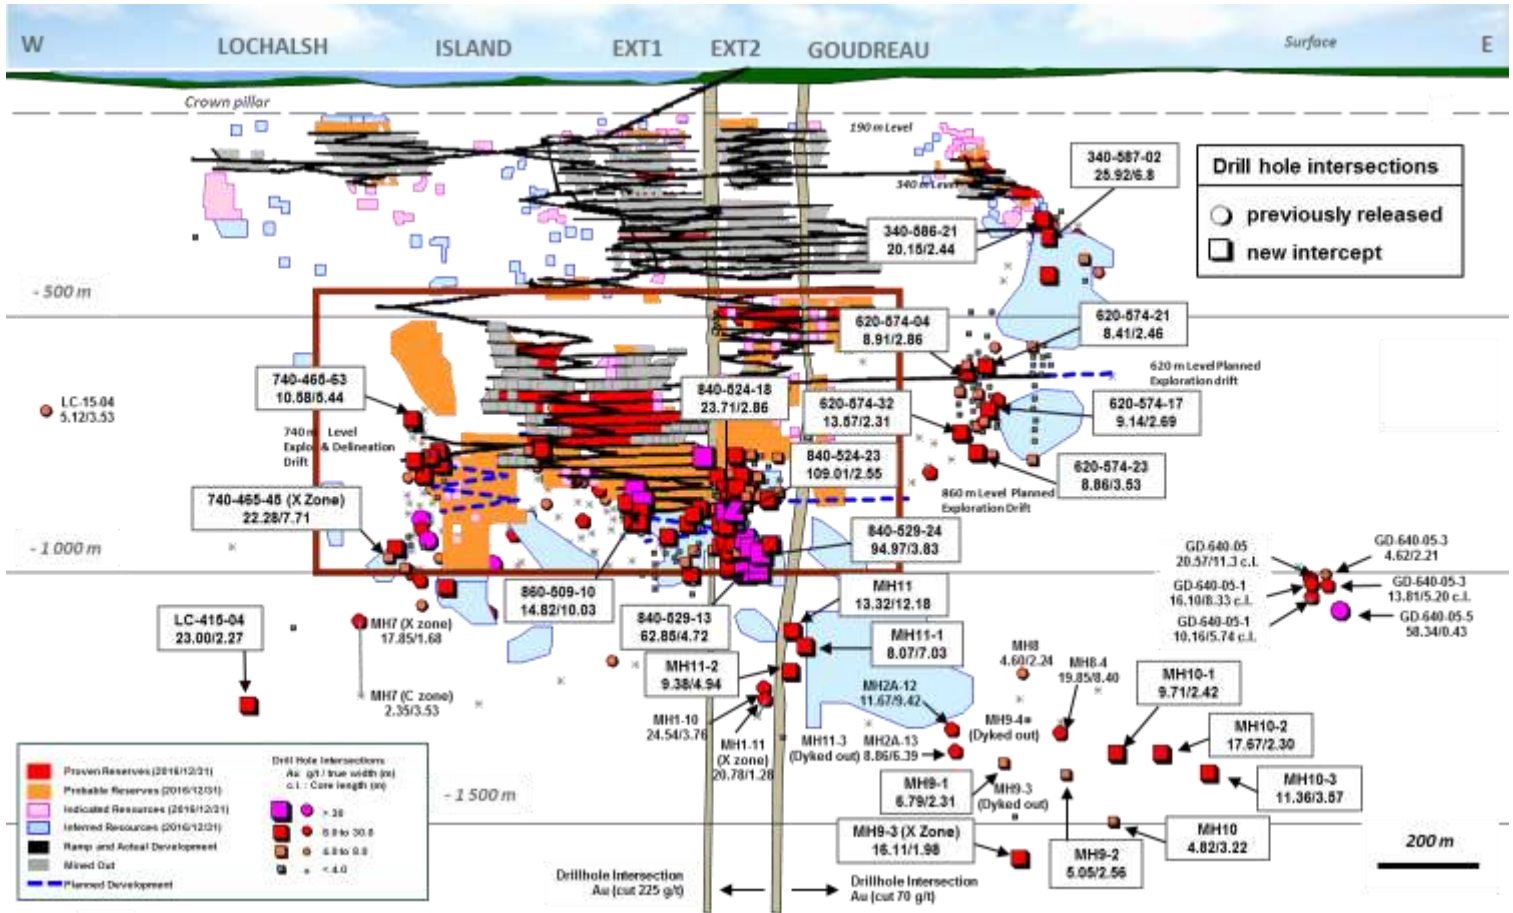 W
LOCHALSH
ISLAND
EXT1
EXT2
GOUDREAU
Surface
E
Crown pillar
190 m Level
340 m Level
340-587-02
25.92/6.8
340-586-21
20.15/2.44
Drill hole intersections
previously released
new intercept
- 500 m
620-574-04
8.91/2.86
620-574-21
8.41/2.46
620 m Level Planned
Exploration drift
740-465-63
10.58/5.44
840-524-18
23.71/2.86
620-574-32
13.57/2.31
620-574-17
9.14/2.69
LC-15-04
5.12/3.53
740 m Level
Explo & Delineation
Drift
840-524-23
109.01/2.55
620-574-23
8.86/3.53
860 m Level Planned
Exploration Drift
740-465-45 (X Zone)
22.28/7.71
840-529-24
94.97/3.83
- 1 000 m
GD-640-05
20.57/11.3 c.l.
GD-640-05-3
4.62/2.21
GD-640-05-1
16.10/8.33 c.l.
GD-640-05-3
13.81/5.20 c.l.
GD-640-05-1
10.16/5.74 c.l.
GD-640-05-5
58.34/0.43
860-509-10
14.82/10.03
840-529-13
62.85/4.72
MH11
13.32/12.18
LC-415-04
23.00/2.27
MH7 (X zone)
17.85/1.68
MH11-1
8.07/7.03
MH8
4.60/2.24
MH11-2
9.38/4.94
MH8-4
19.85/8.40
MH10-1
9.71/2.42
MH7 (C zone)
2.35/3.53
MH2A-12
11.67/9.42
MH1-10
24.54/3.76
MH9-4
(Dyked out)
MH10-2
17.67/2.30
MH1-11
(X zone)
20.78/1.28
MH11-3
(Dyked out)
MH2A-13
8.86/6.39
MH10-3
11.36/3.57
MH9-1
6.79/2.31
MH9-3
(Dyked out)
- 1 500 m
MH9-3 (X Zone)
16.11/1.98
MH9-2
5.05/2.56
MH10
4.82/3.22
200 m
Proven Reserves (2016/12/31)
Probable Reserves (2016/12/31)
Indicated Resources (2016/12/31)
Inferred Resources (2016/12/31)
Ramp and Actual Development
Mined Out
Planned Development
Drill Hole Intersections
Au g/t / true width (m)
c.l. : Core length (m)
> 30
8.0 to 30.0
4.0 to 8.0
< 4.0
Drillhole Intersection
Au (cut 225 g/t)
Drillhole Intersection
Au (cut 70 g/t)